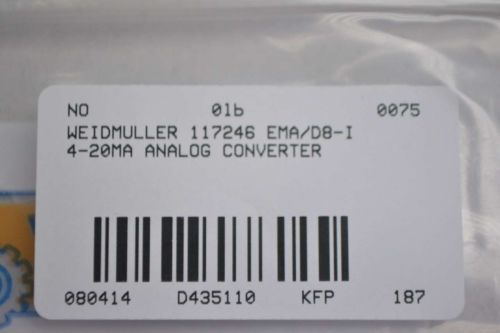 NO 01b 0075
WEIDMULLER 117246 EMA/D8-I
4-20MA ANALOG CONVERTER
080414 D435110 KFP 187